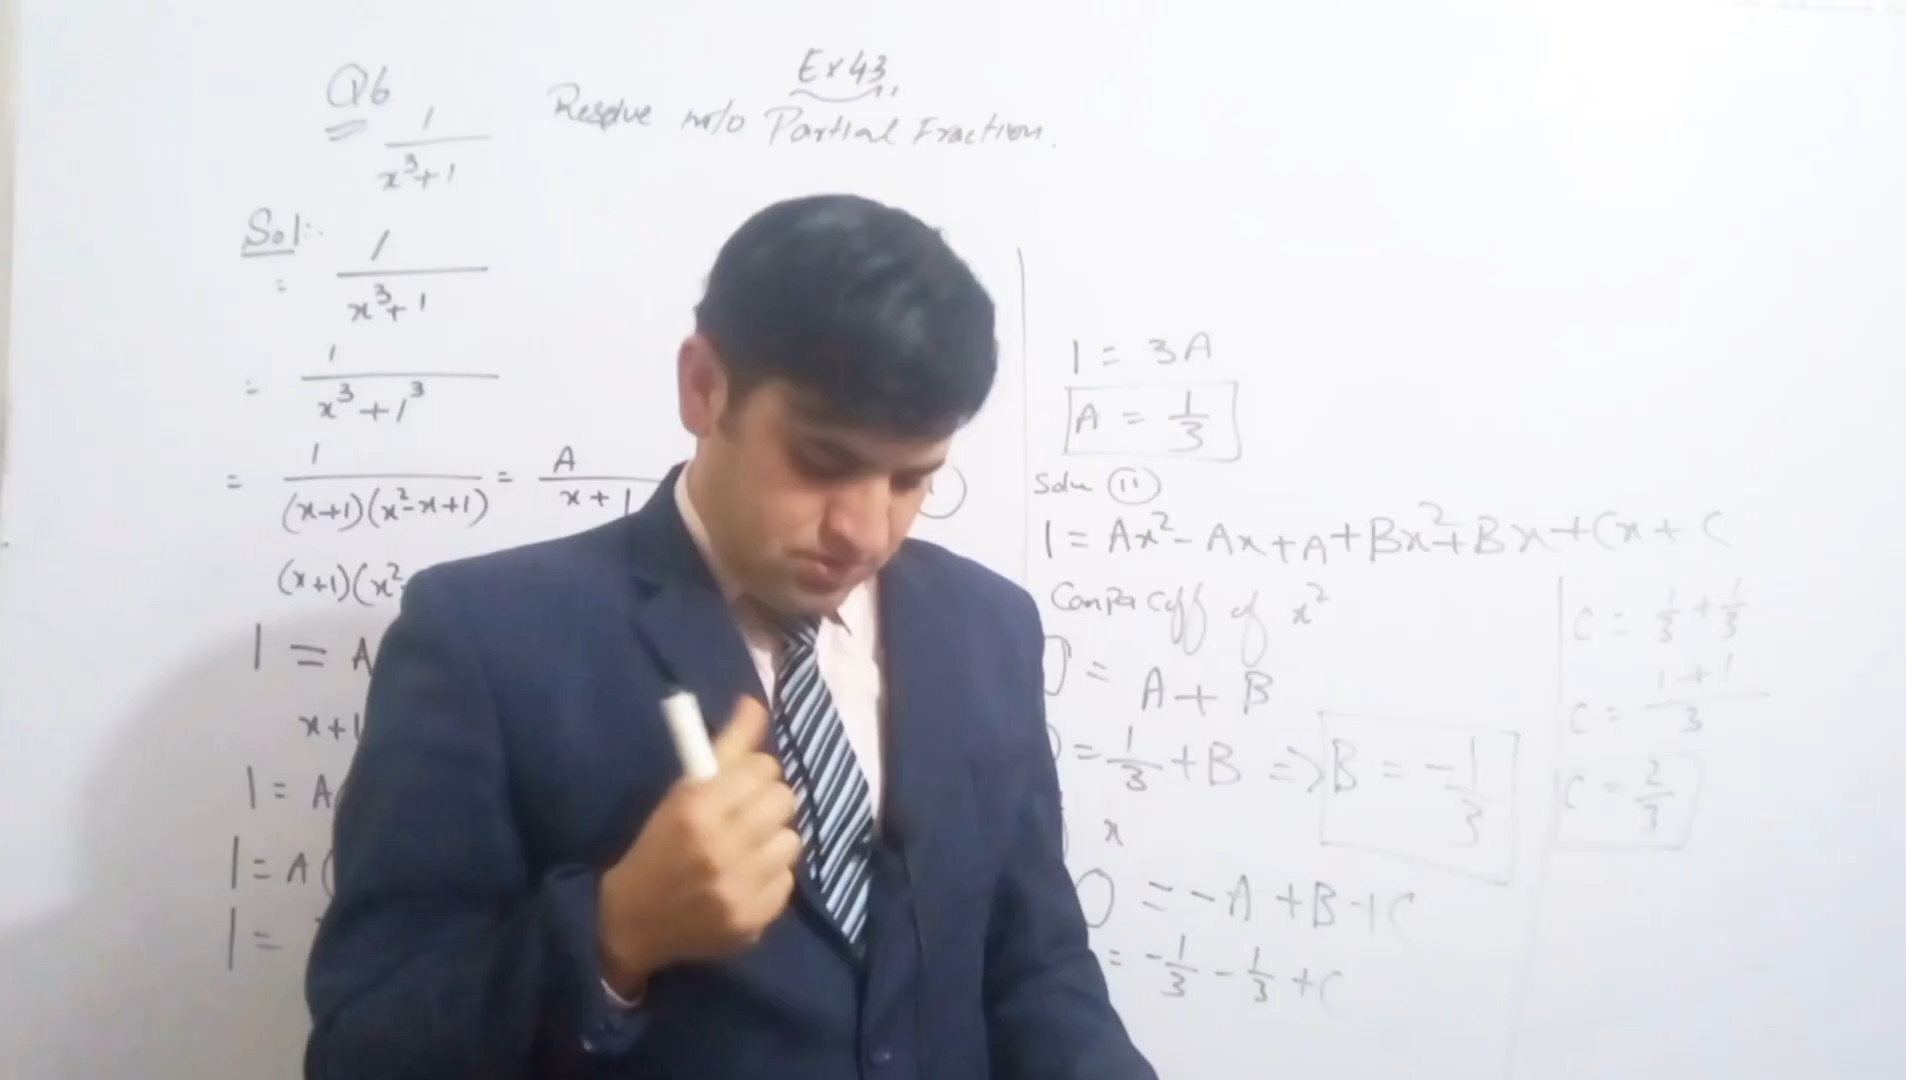 Ex 43
Q6 Resolve into Partial Fraction.
1
x³+1
Sol:
1
x³+1
=
1
x³+1³
=
1
(x+1)(x²-x+1)
=
=
A
x+1
(x+1)(x²
1 = A
x+1
1 = A
1 = A(
1 =
1 = 3A
A = 1/3
Solu (ii)
1 = Ax² - Ax + A + Bx² + Bx + Cx + C
Comp Coeff of x²
0 = A + B
= 1/3 + B => B = -1/3
x
0 = -A + B + C
= -1/3 - 1/3 + C
C = 1/3 + 1/3
C = 1+1/3
C = 2/3